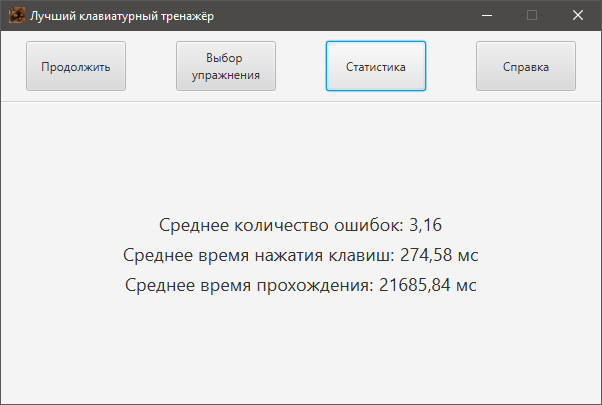 Лучший клавиатурный тренажёр
Продолжить
Выбор
упражнения
Статистика
Справка
Среднее количество ошибок: 3,16
Среднее время нажатия клавиш: 274,58 мс
Среднее время прохождения: 21685,84 мс